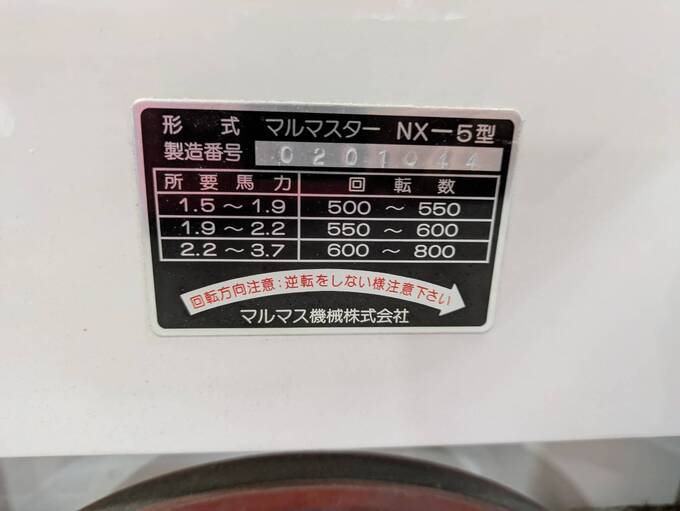 形式 マルマスター NX-5型
製造番号 0201044
所要馬力 回転数
1.5～1.9 500～550
1.9～2.2 550～600
2.2～3.7 600～800
回転方向注意:逆転をしない様注意下さい
マルマス機械株式会社